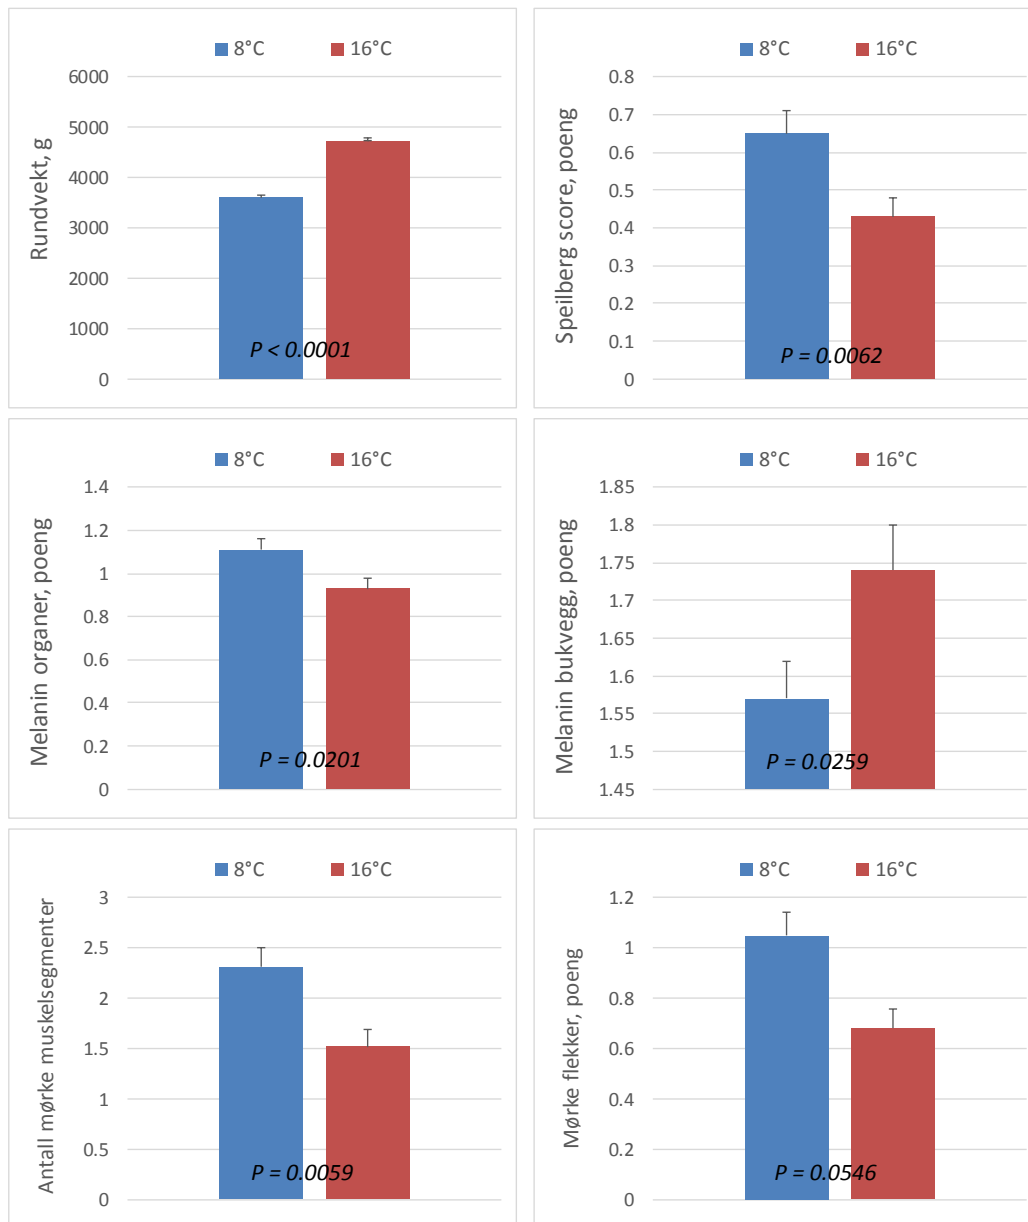 8°C 16°C
6000
5000
4000
3000
2000
1000
0
Rundvekt, g
P < 0.0001
8°C 16°C
0.8
0.7
0.6
0.5
0.4
0.3
0.2
0.1
0
Speilberg score, poeng
P = 0.0062
8°C 16°C
1.4
1.2
1
0.8
0.6
0.4
0.2
0
Melanin organer, poeng
P = 0.0201
8°C 16°C
1.85
1.8
1.75
1.7
1.65
1.6
1.55
1.5
1.45
Melanin bukvegg, poeng
P = 0.0259
8°C 16°C
3
2.5
2
1.5
1
0.5
0
Antall mørke muskelsegmenter
P = 0.0059
8°C 16°C
1.2
1
0.8
0.6
0.4
0.2
0
Mørke flekker, poeng
P = 0.0546